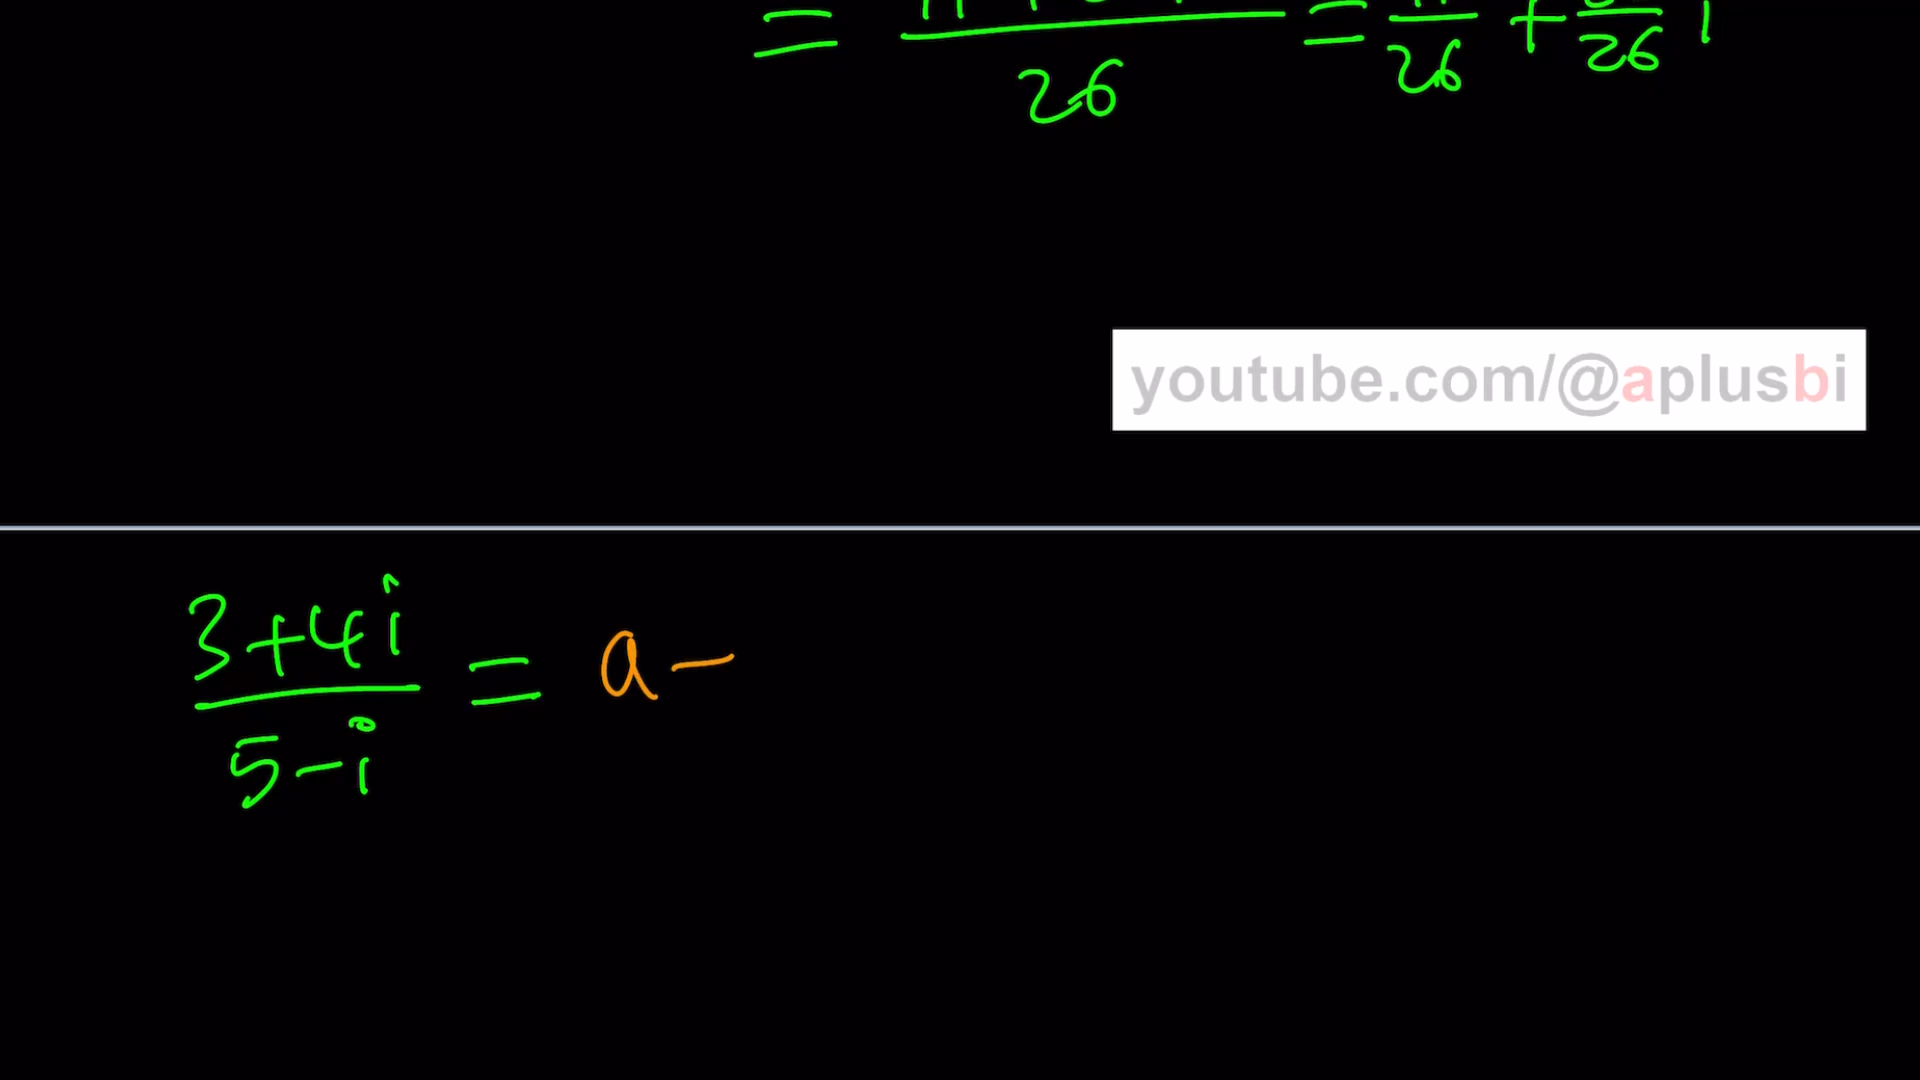 = /26 = /26 + /26 i
youtube.com/@aplusbi
3+4i/5-i = a -